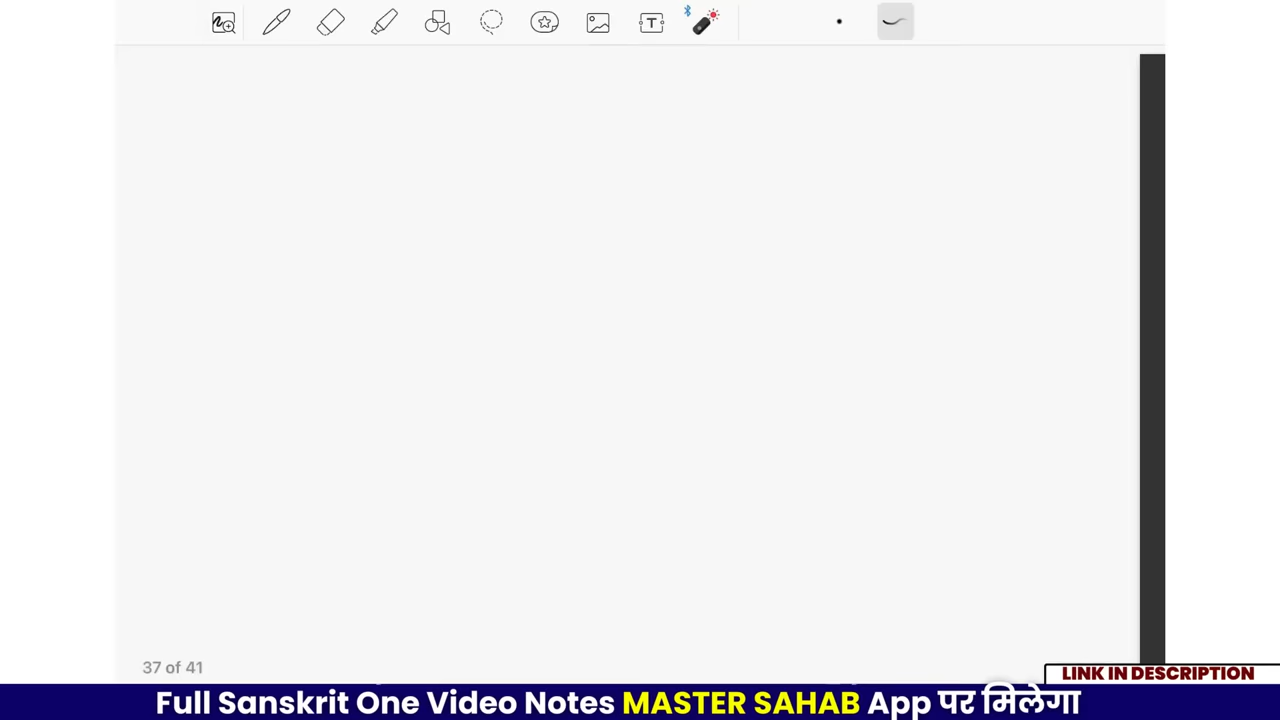 37 of 41
LINK IN DESCRIPTION
Full Sanskrit One Video Notes MASTER SAHAB App पर मिलेगा